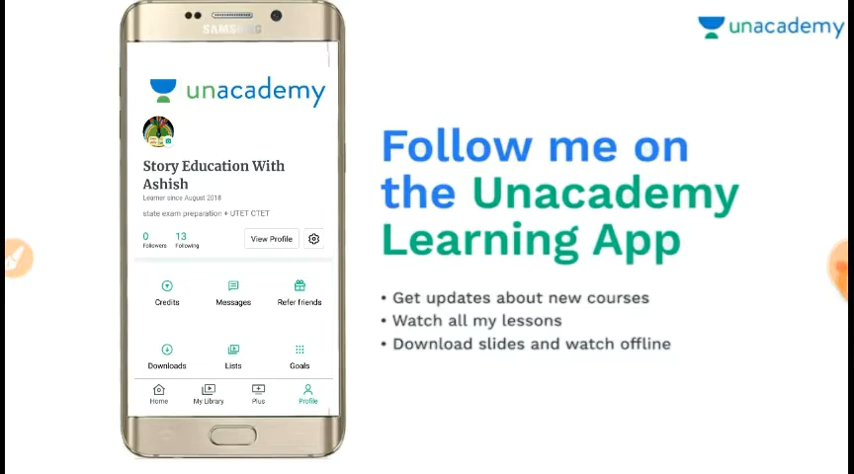 SAMSUNG
unacademy
Story Education With
Ashish
Learner since August 2018
state exam preparation + UTET CTET
0
13
Followers
Following
View Profile
Credits
Messages
Refer friends
Downloads
Lists
Goals
Home
My Library
Plus
Profile
unacademy
Follow me on
the Unacademy
Learning App
• Get updates about new courses
• Watch all my lessons
• Download slides and watch offline